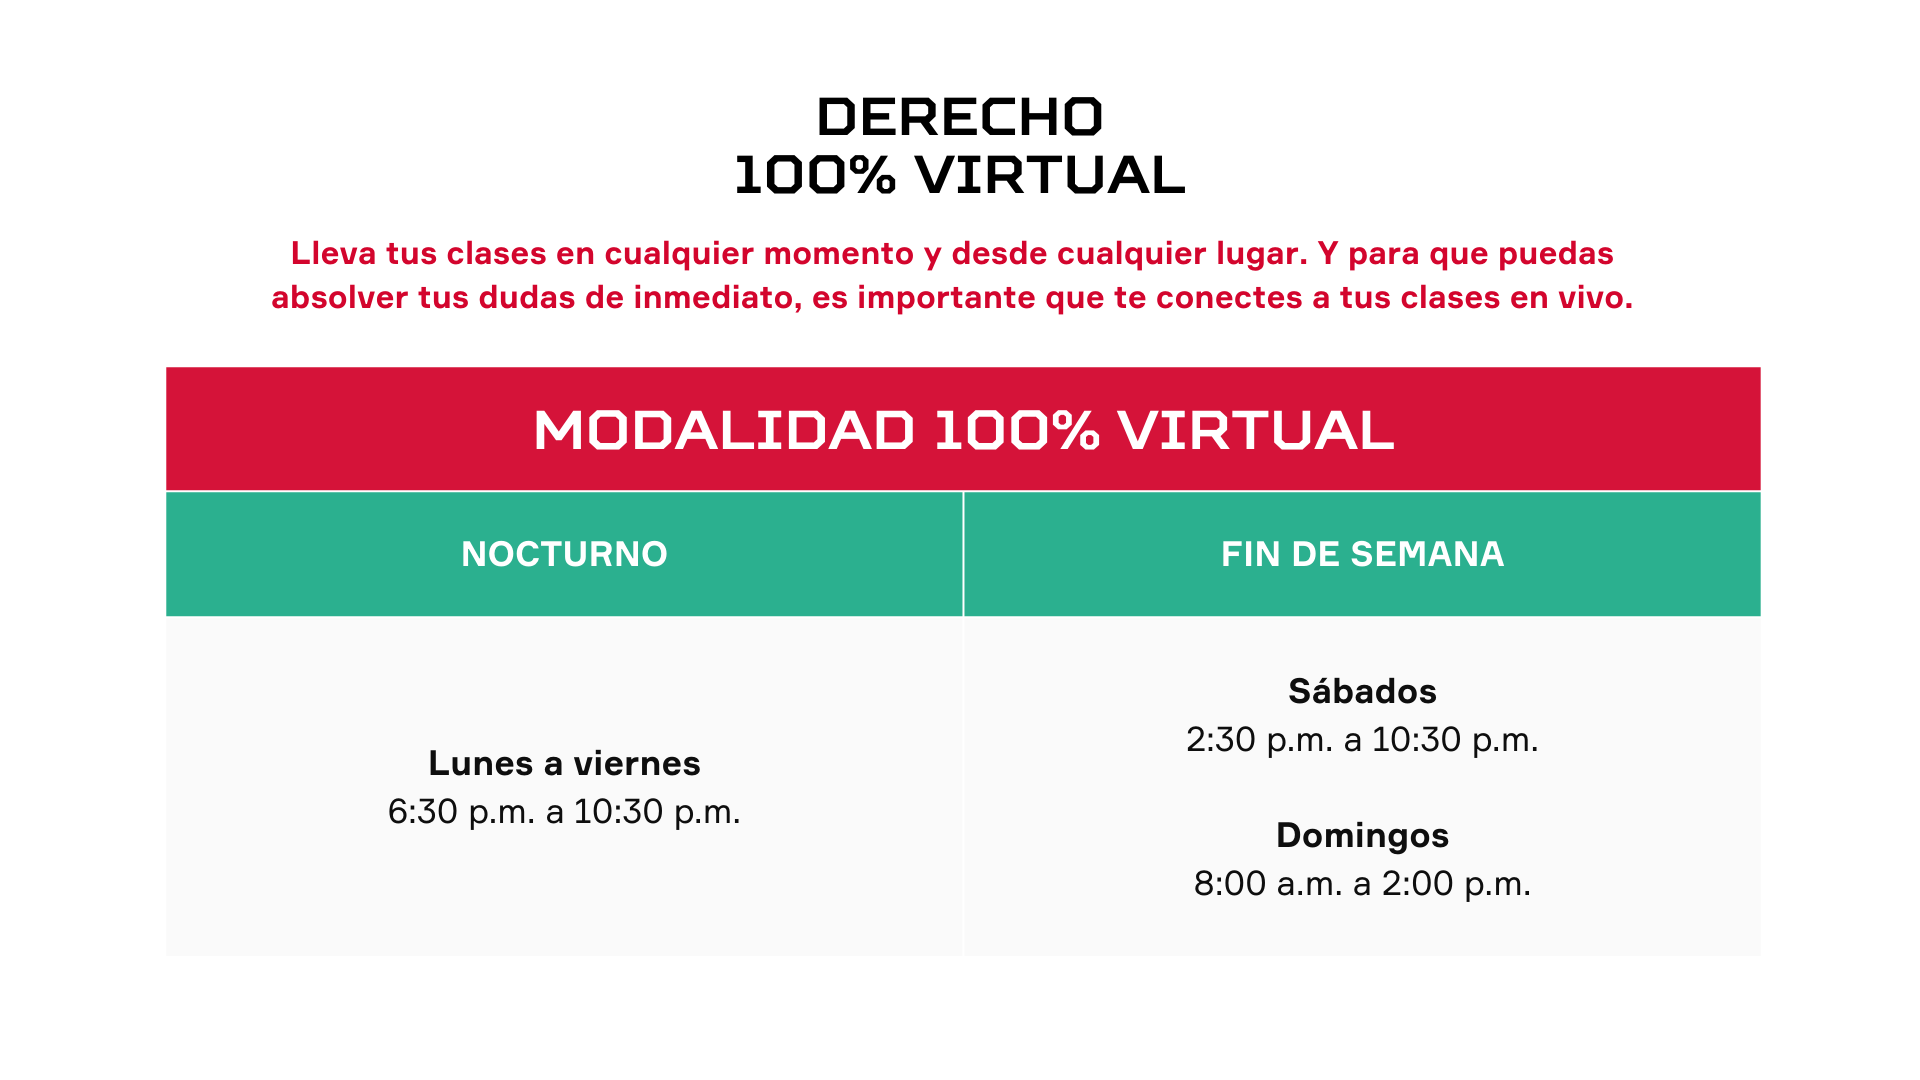 DERECHO
100% VIRTUAL
Lleva tus clases en cualquier momento y desde cualquier lugar. Y para que puedas
absolver tus dudas de inmediato, es importante que te conectes a tus clases en vivo.
MODALIDAD 100% VIRTUAL
NOCTURNO
FIN DE SEMANA
Lunes a viernes
6:30 p.m. a 10:30 p.m.
Sábados
2:30 p.m. a 10:30 p.m.
Domingos
8:00 a.m. a 2:00 p.m.